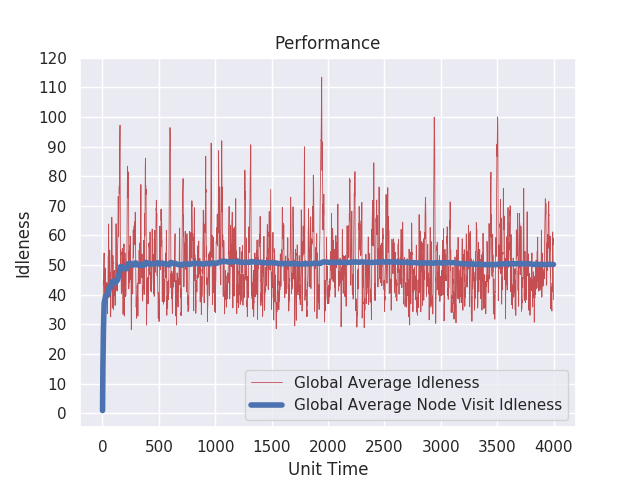 Performance
120
110
100
90
80
70
60
50
40
30
20
10
0
Idleness
Global Average Idleness
Global Average Node Visit Idleness
0 500 1000 1500 2000 2500 3000 3500 4000
Unit Time